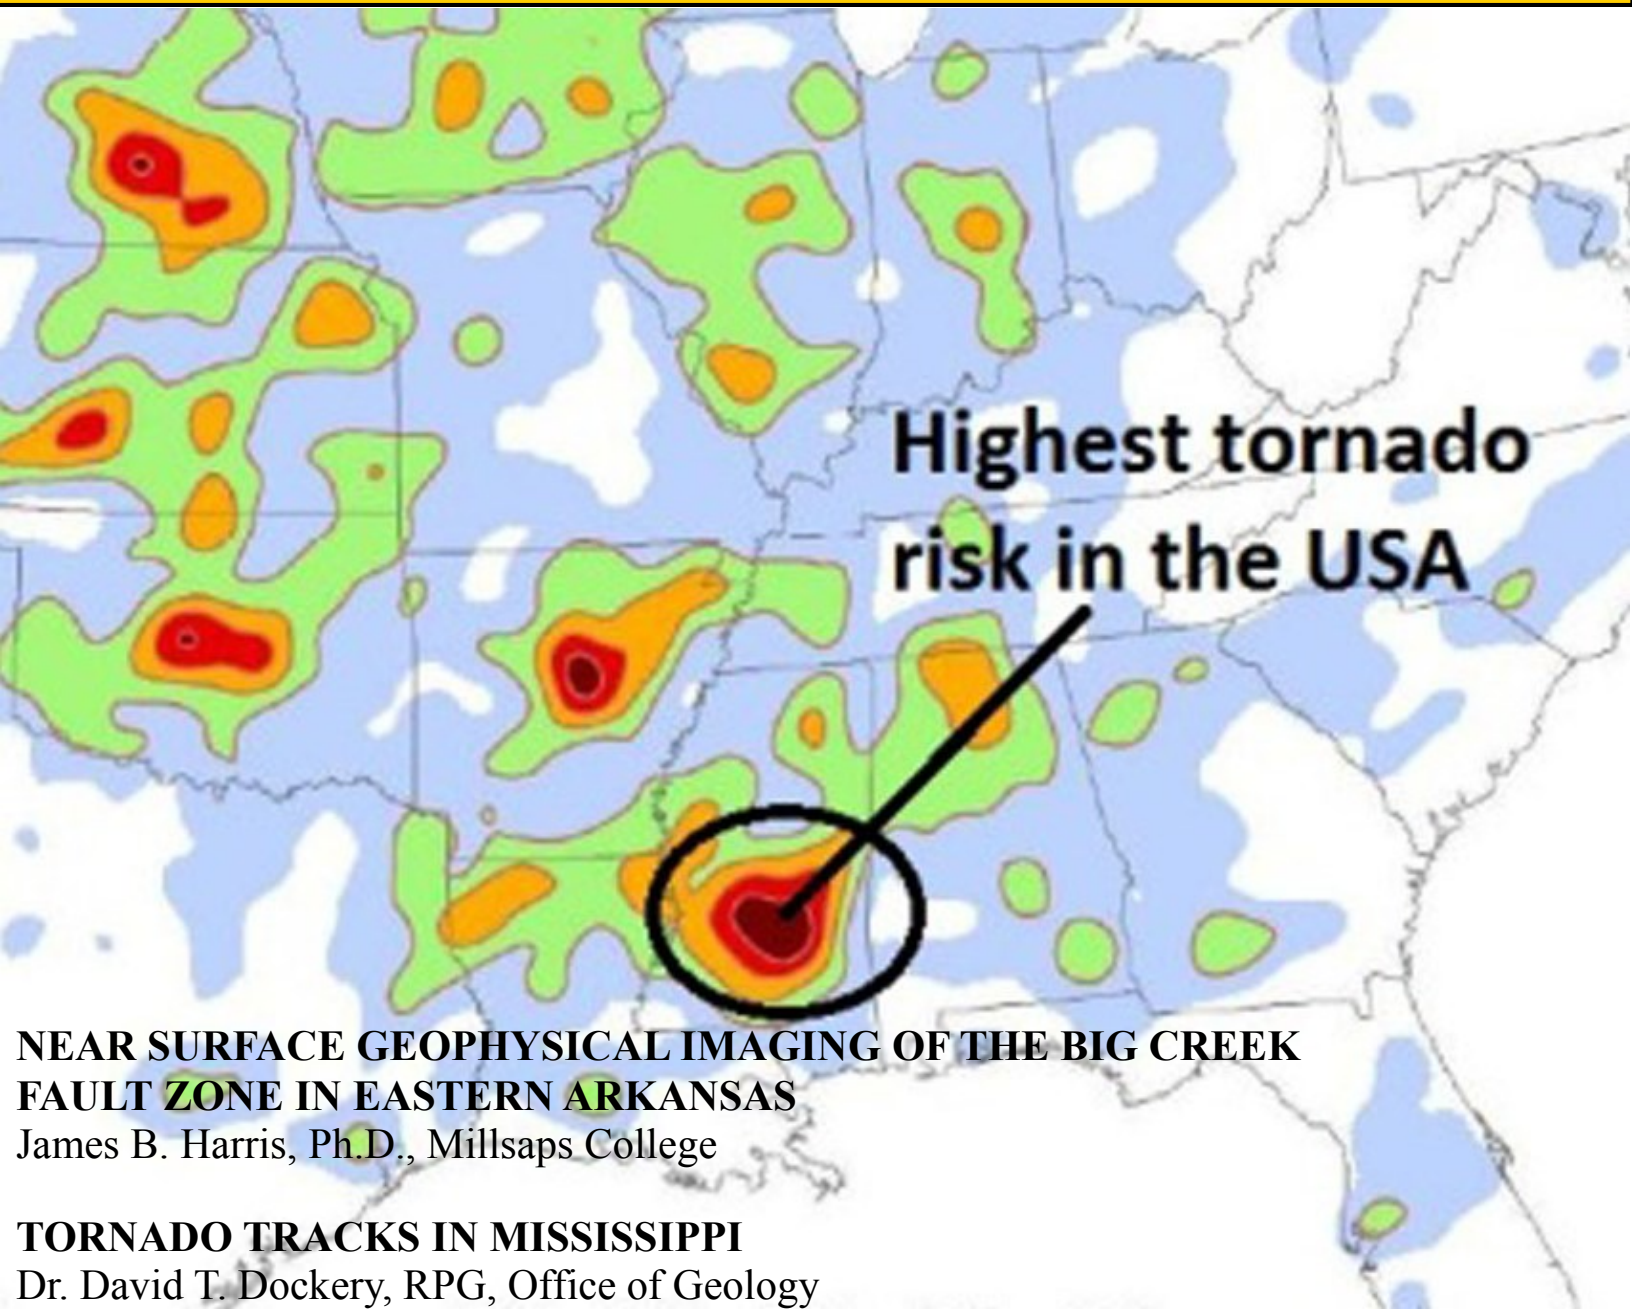 Highest tornado
risk in the USA
NEAR SURFACE GEOPHYSICAL IMAGING OF THE BIG CREEK
FAULT ZONE IN EASTERN ARKANSAS
James B. Harris, Ph.D., Millsaps College
TORNADO TRACKS IN MISSISSIPPI
Dr. David T. Dockery, RPG, Office of Geology